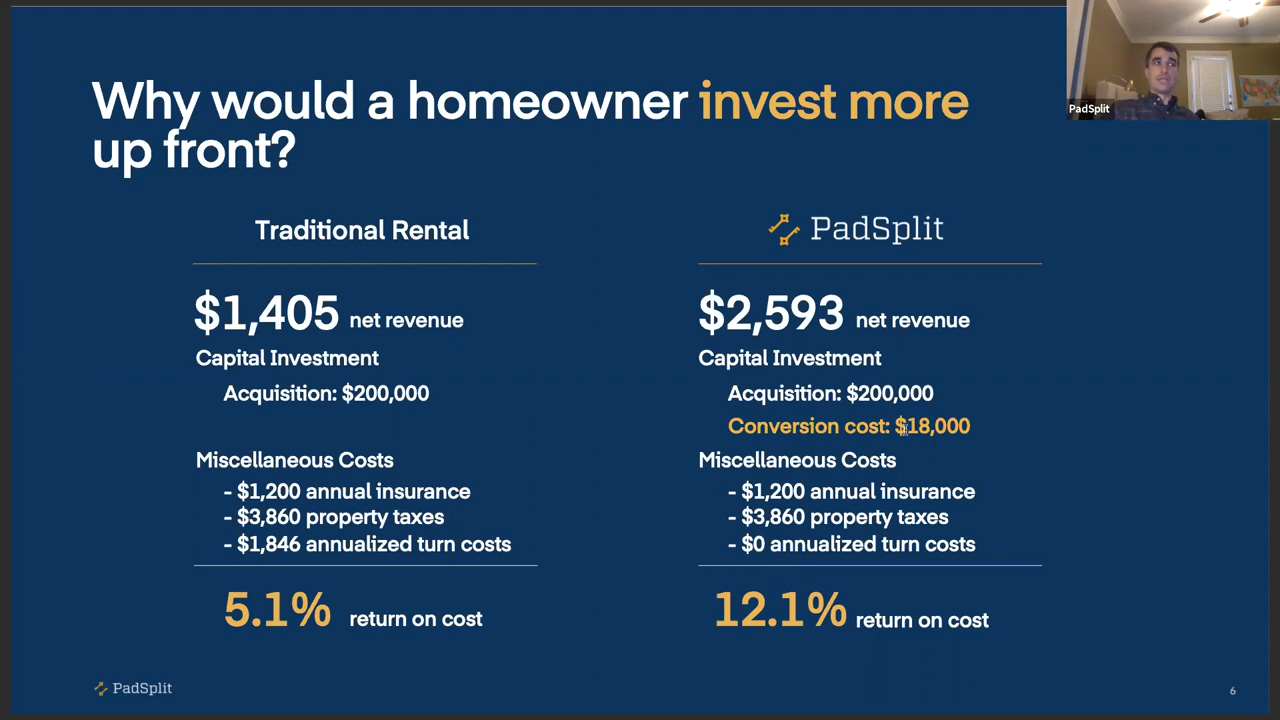 Why would a homeowner invest more
up front?
PadSplit
Traditional Rental
$1,405 net revenue
Capital Investment
Acquisition: $200,000
Miscellaneous Costs
- $1,200 annual insurance
- $3,860 property taxes
- $1,846 annualized turn costs
5.1% return on cost
PadSplit
$2,593 net revenue
Capital Investment
Acquisition: $200,000
Conversion cost: $18,000
Miscellaneous Costs
- $1,200 annual insurance
- $3,860 property taxes
- $0 annualized turn costs
12.1% return on cost
PadSplit
6